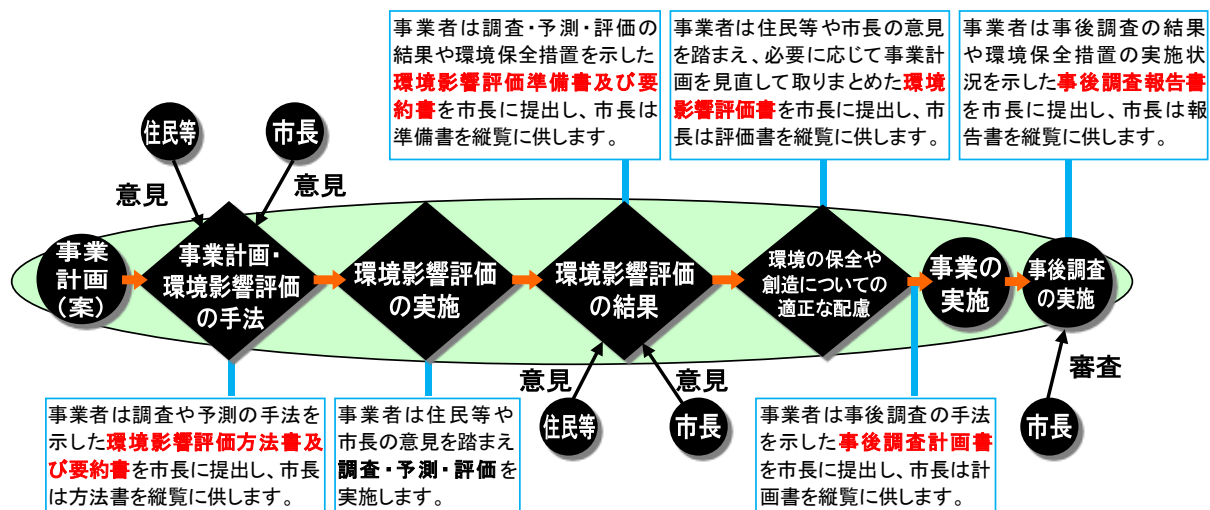 事業者は調査・予測・評価の
結果や環境保全措置を示した
環境影響評価準備書及び要
約書を市長に提出し、市長は
準備書を縦覧に供します。
事業者は住民等や市長の意見
を踏まえ、必要に応じて事業計
画を見直して取りまとめた環境
影響評価書を市長に提出し、市
長は評価書を縦覧に供します。
事業者は事後調査の結果
や環境保全措置の実施状
況を示した事後調査報告書
を市長に提出し、市長は報
告書を縦覧に供します。
住民等
市長
意見
意見
事業
計画
(案)
事業計画・
環境影響評価
の手法
環境影響評価
の実施
環境影響評価
の結果
環境の保全や
創造についての
適正な配慮
事業の
実施
事後調査
の実施
意見
意見
住民等
市長
審査
市長
事業者は調査や予測の手法を
示した環境影響評価方法書及
び要約書を市長に提出し、市長
は方法書を縦覧に供します。
事業者は住民等や
市長の意見を踏まえ
調査・予測・評価を
実施します。
事業者は事後調査の手法
を示した事後調査計画書
を市長に提出し、市長は計
画書を縦覧に供します。